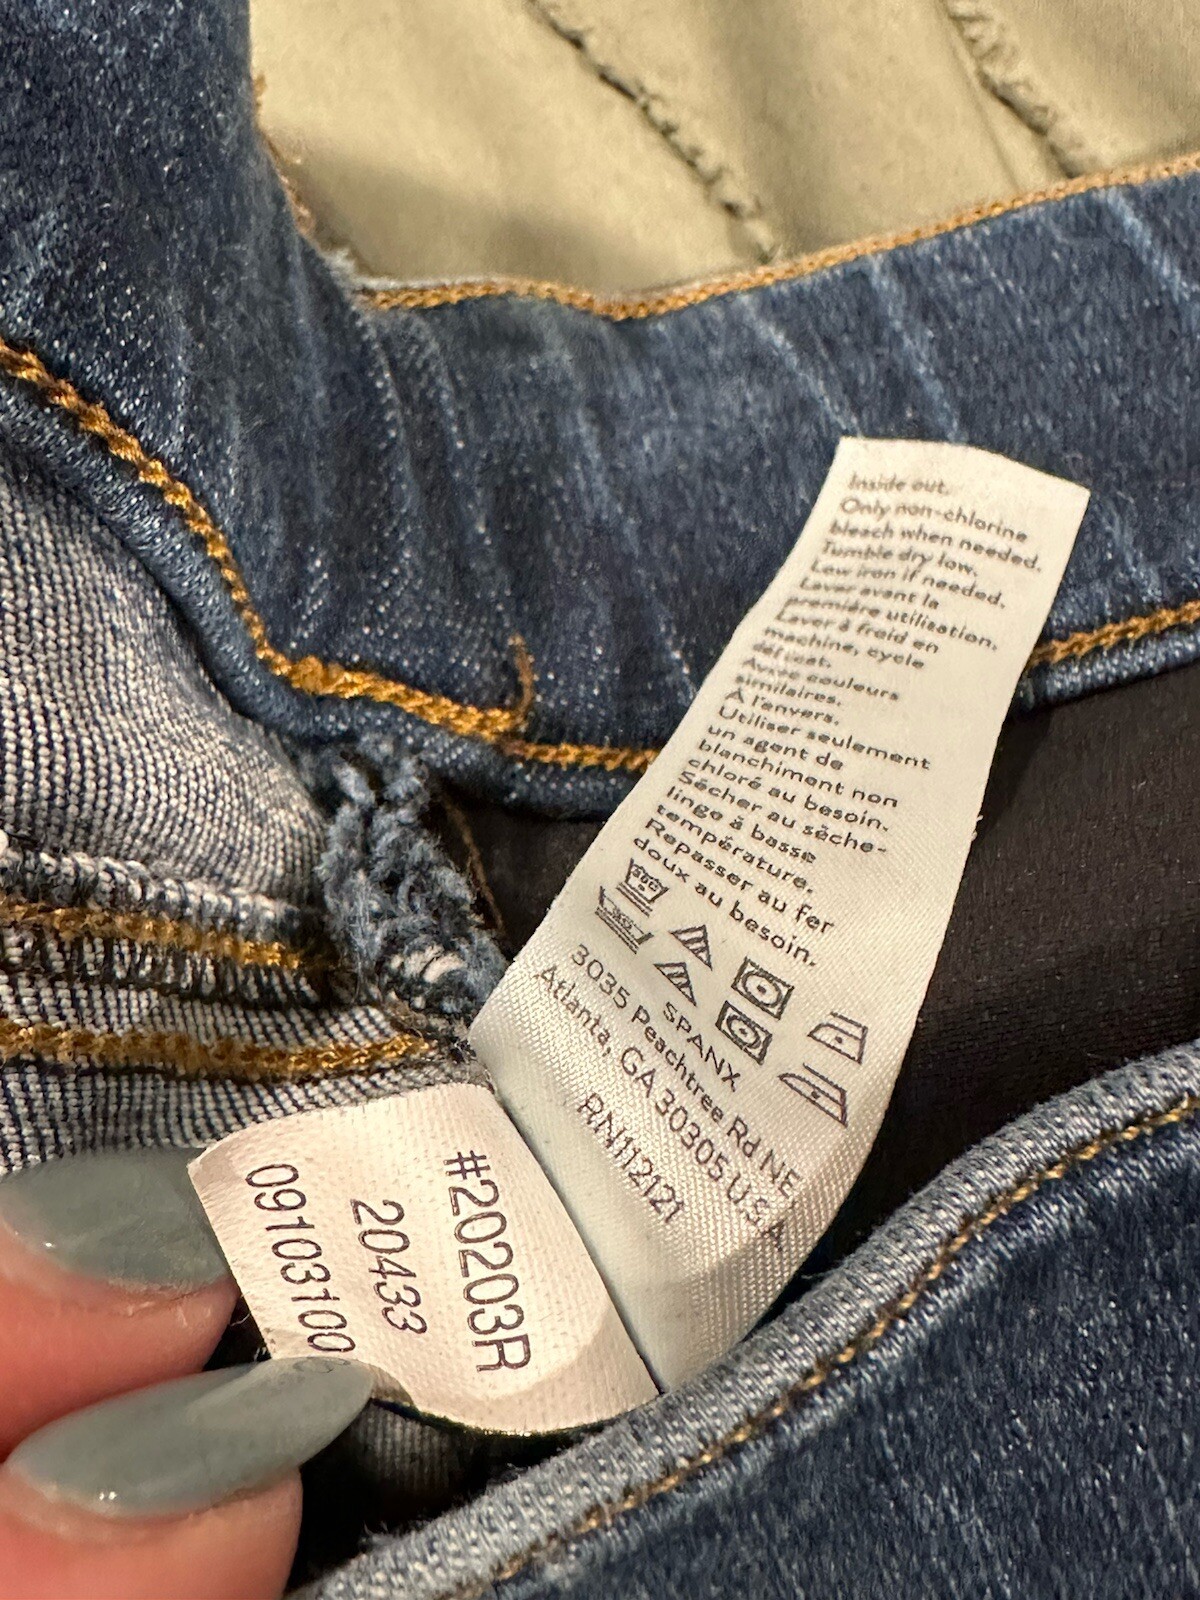 Inside out.
Only non-chlorine
bleach when needed.
Tumble dry low.
Low iron if needed.
Laver avant la
première utilisation.
Laver à froid en
machine, cycle
délicat.
Avec couleurs
similaires.
À l'envers.
Utiliser seulement
un agent de
blanchiment non
chloré au besoin.
Sécher au sèche-
linge à basse
température.
Repasser au fer
doux au besoin.
SPANX
3035 Peachtree Rd NE
Atlanta, GA 30305 U.S.A
RN112121
#20203R
20433
09103100